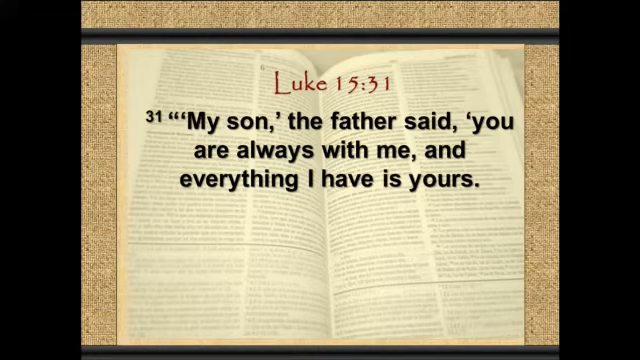 Luke 15:31
31 “‘My son,’ the father said, ‘you
are always with me, and
everything I have is yours.